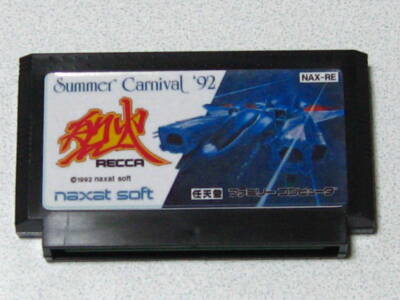 Summer Carnival '92
NAX-RE
烈火
RECCA
©1992 naxat soft
naxat soft
任天堂 ファミリーコンピュータ